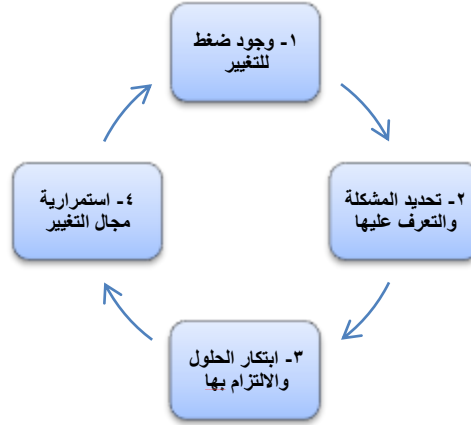 ١- وجود ضغط
للتغيير
٢- تحديد المشكلة
والتعرف عليها
٣- ابتكار الحلول
والالتزام بها
٤- استمرارية
مجال التغيير